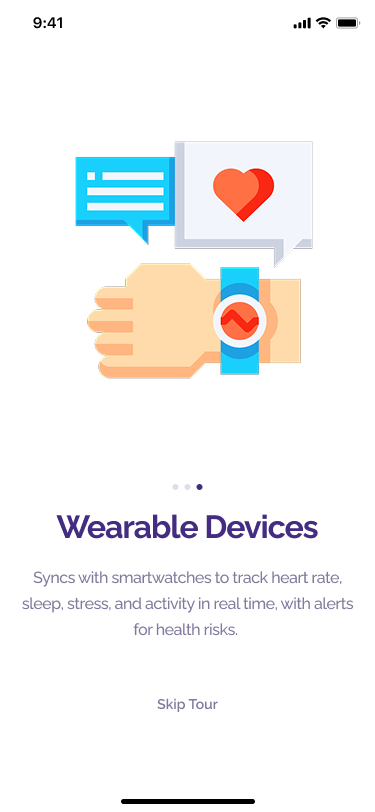 9:41
Wearable Devices
Syncs with smartwatches to track heart rate,
sleep, stress, and activity in real time, with alerts
for health risks.
Skip Tour